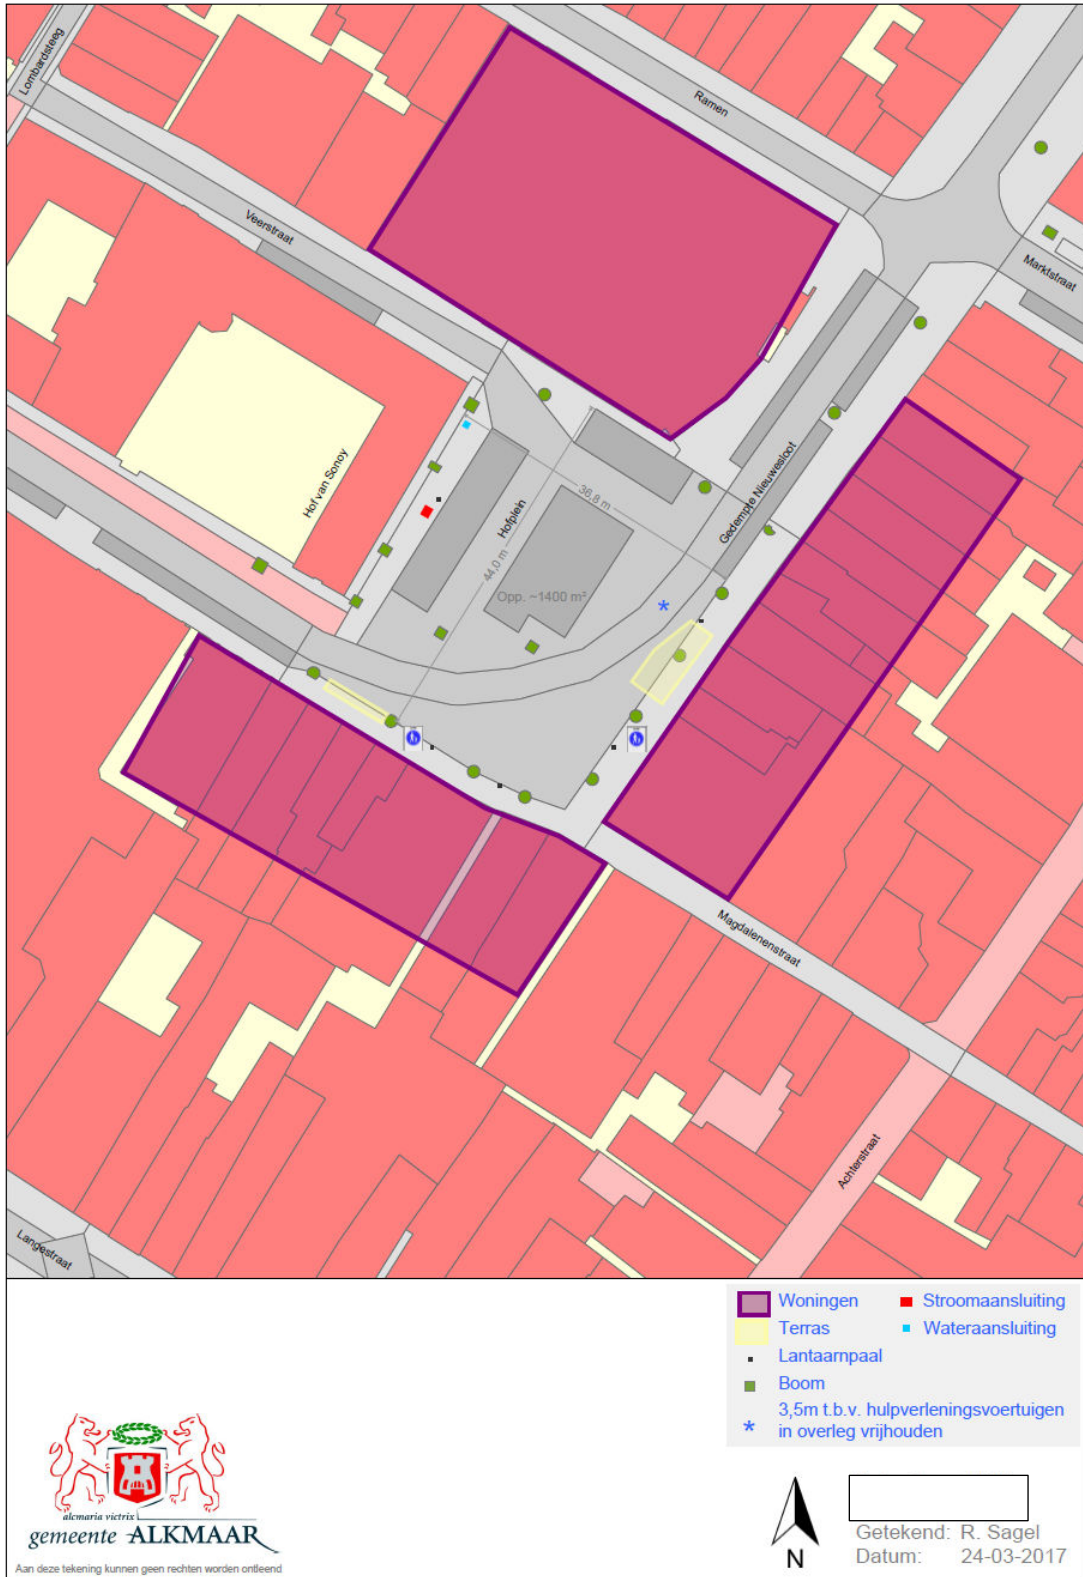 Lombardsteeg
Ramen
Veerstraat
Marktstraat
Hof van Sonoy
Hofplein
Gedempte Nieuwesloot
36,8 m
44,0 m
Opp. ~1400 m²
Magdalenenstraat
Achterstraat
Langestraat
Woningen
Stroomaansluiting
Terras
Wateraansluiting
Lantaarnpaal
Boom
3,5m t.b.v. hulpverleningsvoertuigen
in overleg vrijhouden
alcmaria victrix
gemeente ALKMAAR
Aan deze tekening kunnen geen rechten worden ontleend
N
Getekend: R. Sagel
Datum: 24-03-2017